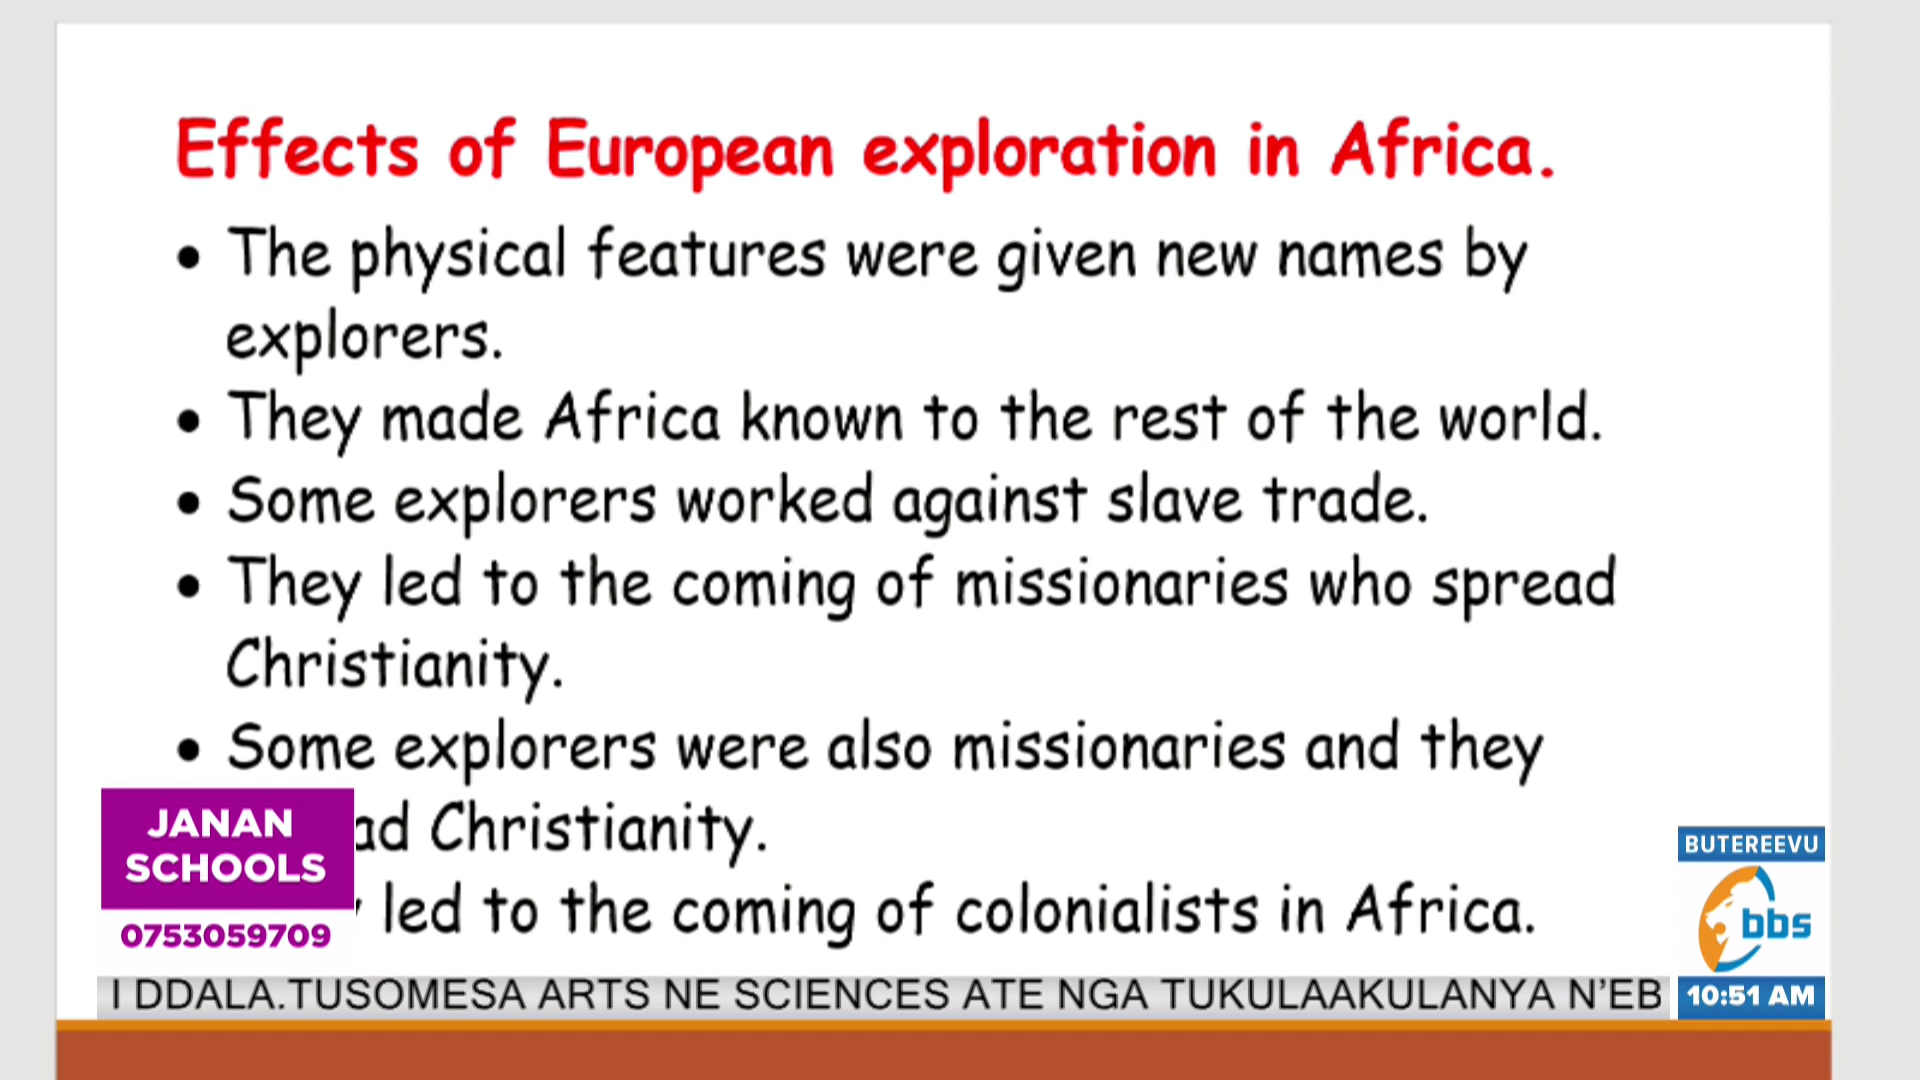 Effects of European exploration in Africa.
• The physical features were given new names by
explorers.
• They made Africa known to the rest of the world.
• Some explorers worked against slave trade.
• They led to the coming of missionaries who spread
Christianity.
• Some explorers were also missionaries and they
Christianity.
led to the coming of colonialists in Africa.
JANAN
SCHOOLS
0753059709
BUTEREEVU
bbs
I DDALA.TUSOMESA ARTS NE SCIENCES ATE NGA TUKULAAKULANYA N'EB
10:51 AM